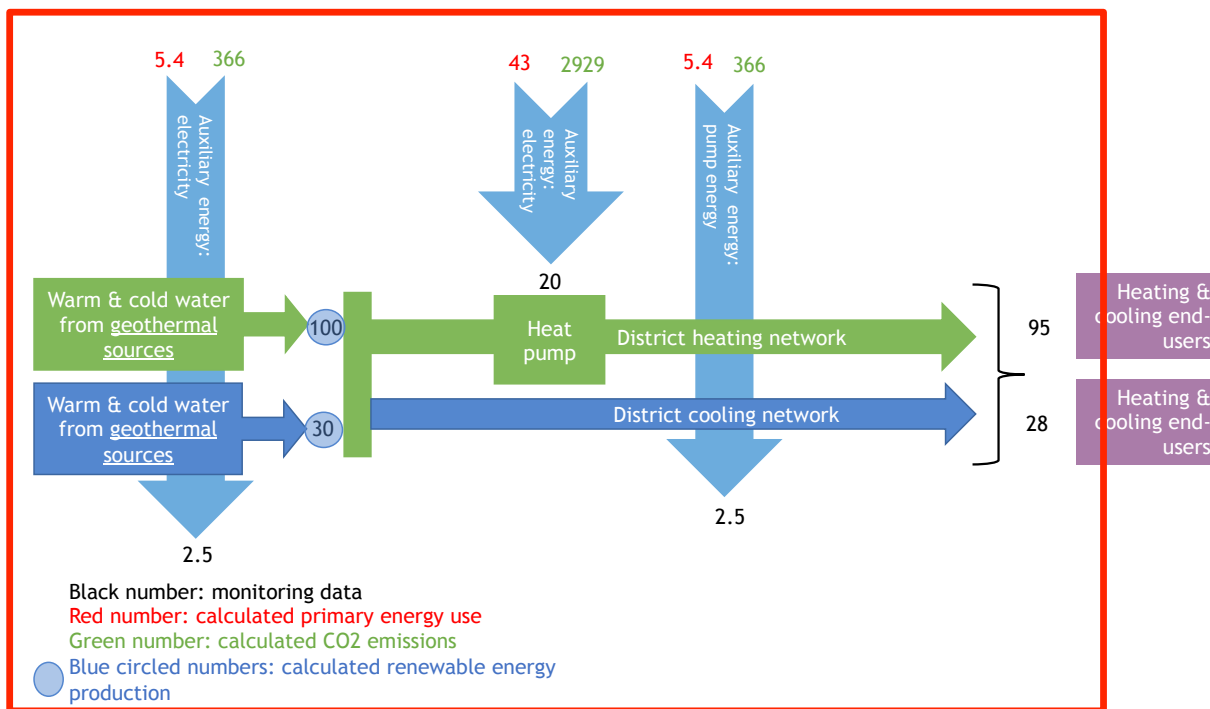 5.4 366
43 2929
5.4 366
Auxiliary energy:
electricity
Auxiliary
energy:
electricity
Auxiliary energy:
pump energy
20
Warm & cold water
from geothermal
sources
100
Heat
pump
District heating network
95
Heating &
cooling end-
users
Warm & cold water
from geothermal
sources
30
District cooling network
28
Heating &
cooling end-
users
2.5
2.5
Black number: monitoring data
Red number: calculated primary energy use
Green number: calculated CO2 emissions
Blue circled numbers: calculated renewable energy
production